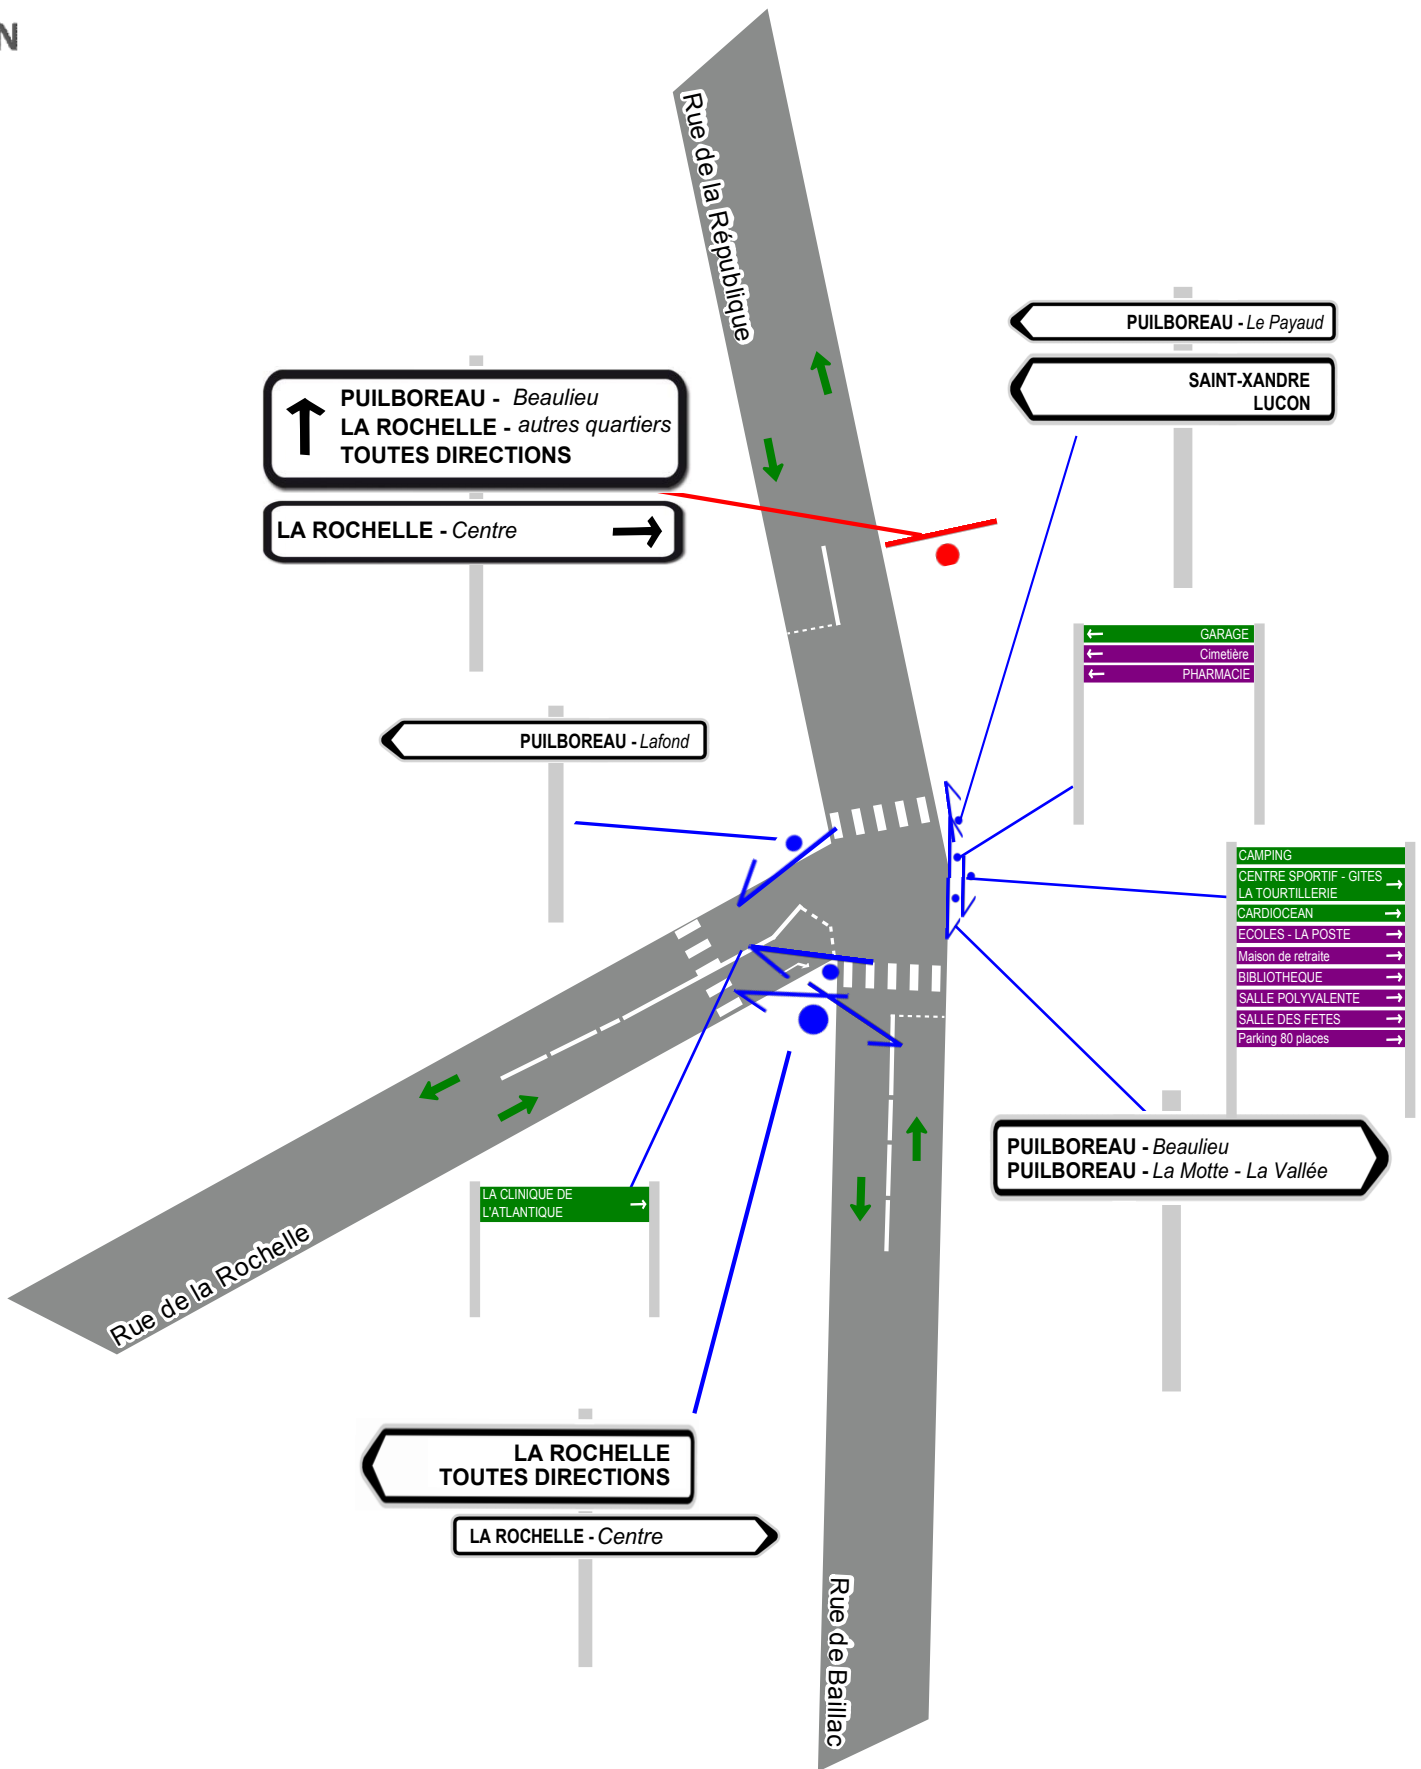 N
Rue de la République
PUILBOREAU - Le Payaud
SAINT-XANDRE
LUCON
PUILBOREAU - Beaulieu
LA ROCHELLE - autres quartiers
TOUTES DIRECTIONS
LA ROCHELLE - Centre
GARAGE
Cimetière
PHARMACIE
PUILBOREAU - Lafond
CAMPING
CENTRE SPORTIF - GITES
LA TOURTILLERIE
CARDIOCEAN
ECOLES - LA POSTE
Maison de retraite
BIBLIOTHEQUE
SALLE POLYVALENTE
SALLE DES FETES
Parking 80 places
PUILBOREAU - Beaulieu
PUILBOREAU - La Motte - La Vallée
LA CLINIQUE DE
L'ATLANTIQUE
Rue de la Rochelle
LA ROCHELLE
TOUTES DIRECTIONS
LA ROCHELLE - Centre
Rue de Baillac